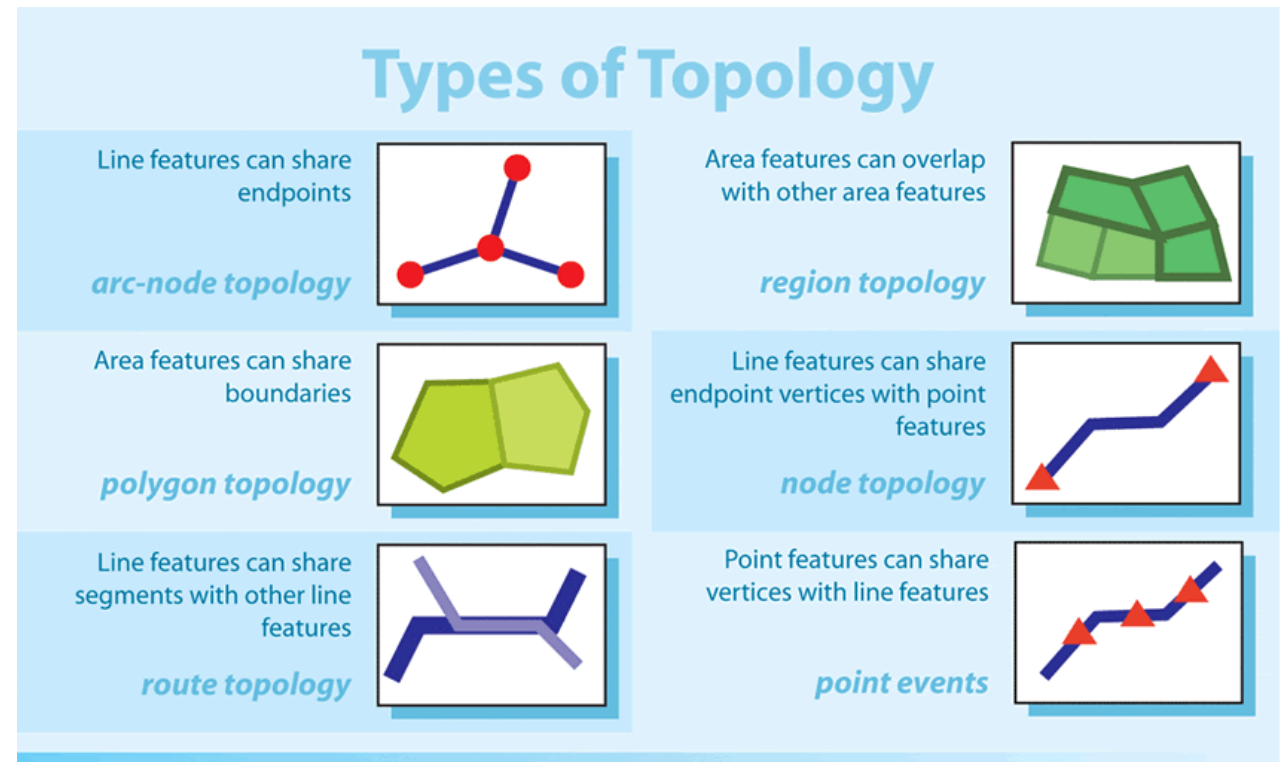 Types of Topology
Line features can share
endpoints
arc-node topology
Area features can overlap
with other area features
region topology
Area features can share
boundaries
polygon topology
Line features can share
endpoint vertices with point
features
node topology
Line features can share
segments with other line
features
route topology
Point features can share
vertices with line features
point events